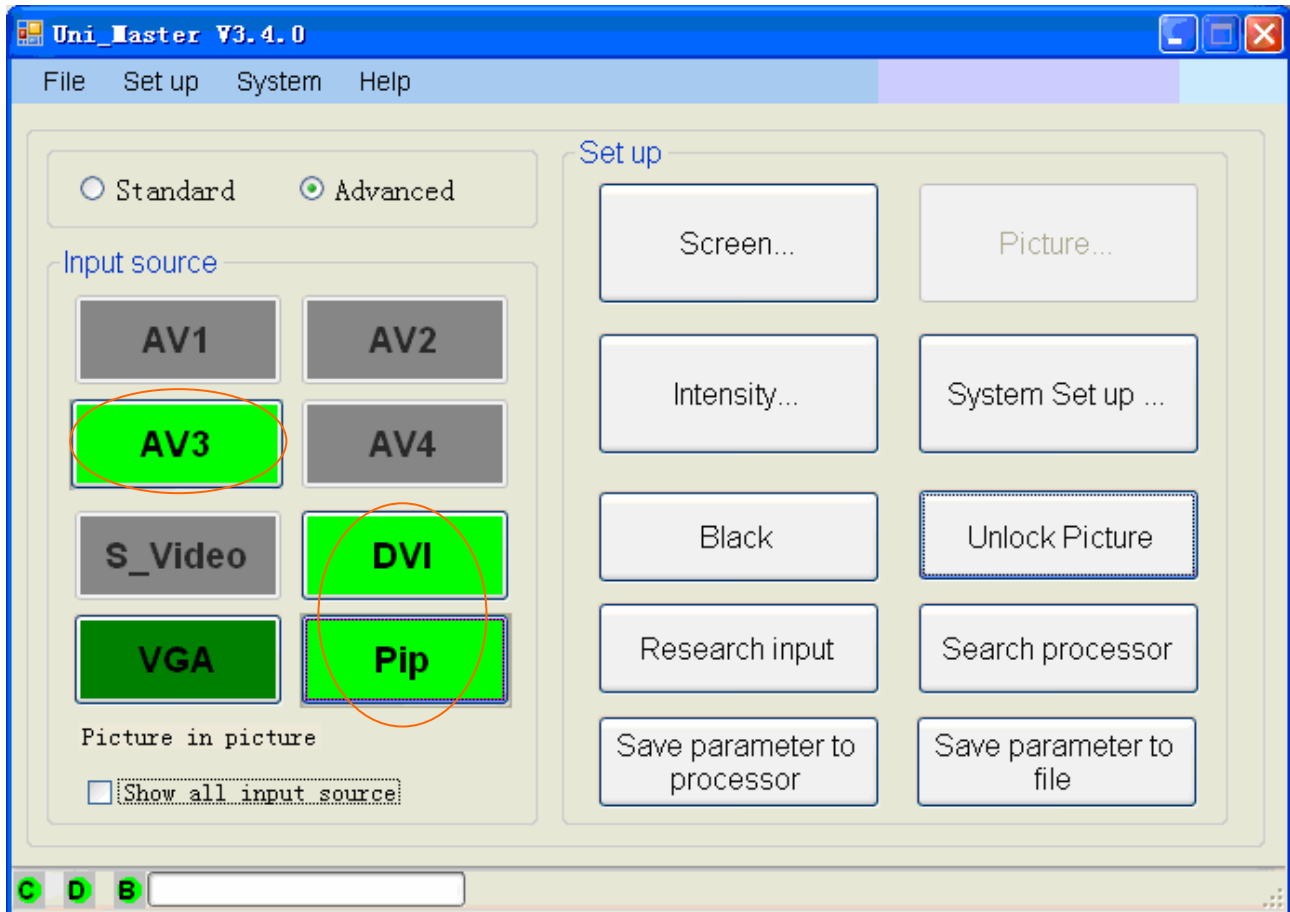 Uni_Master V3.4.0
File Set up System Help
Standard Advanced
Input source
AV1 AV2
AV3 AV4
S_Video DVI
VGA Pip
Picture in picture
Show all input source
Set up
Screen... Picture...
Intensity... System Set up ...
Black Unlock Picture
Research input Search processor
Save parameter to
processor
Save parameter to
file
C D B